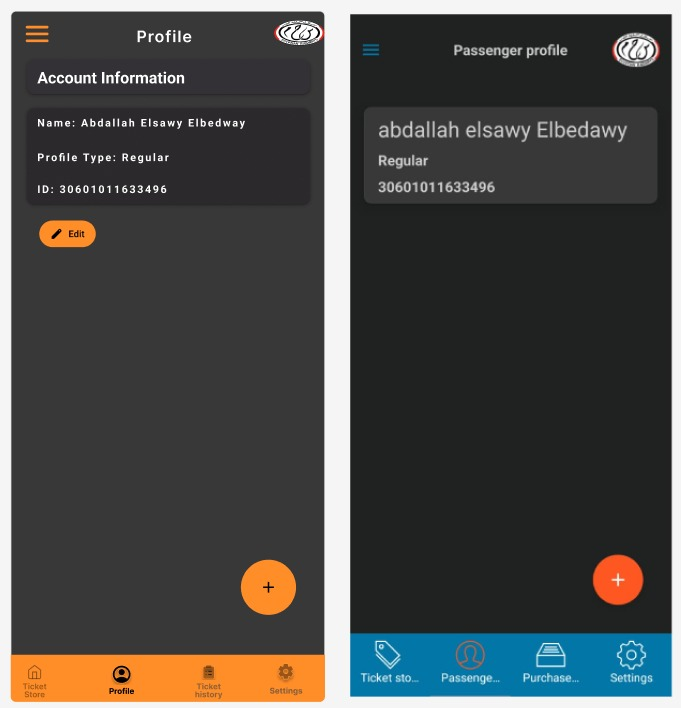 Profile
Account Information
Name: Abdallah Elsawy Elbedway
Profile Type: Regular
ID: 30601011633496
Edit
+
Ticket
Store
Profile
Ticket
history
Settings
Passenger profile
abdallah elsawy Elbedawy
Regular
30601011633496
+
Ticket sto...
Passenge...
Purchase...
Settings